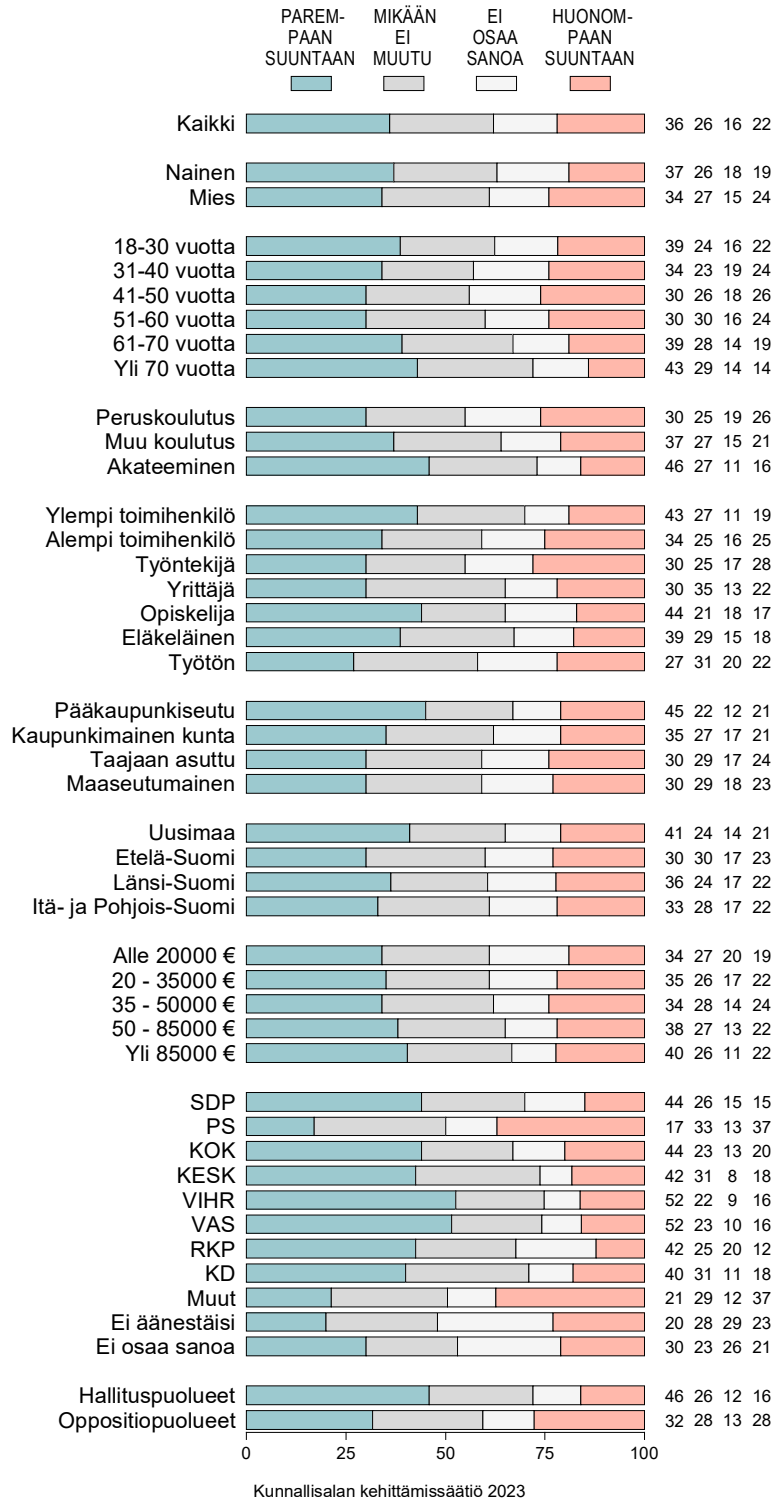 PAREM-
PAAN
SUUNTAAN
MIKÄÄN
EI
MUUTU
EI
OSAA
SANOA
HUONOM-
PAAN
SUUNTAAN
Kaikki 36 26 16 22
Nainen 37 26 18 19
Mies 34 27 15 24
18-30 vuotta 39 24 16 22
31-40 vuotta 34 23 19 24
41-50 vuotta 30 26 18 26
51-60 vuotta 30 30 16 24
61-70 vuotta 39 28 14 19
Yli 70 vuotta 43 29 14 14
Peruskoulutus 30 25 19 26
Muu koulutus 37 27 15 21
Akateeminen 46 27 11 16
Ylempi toimihenkilö 43 27 11 19
Alempi toimihenkilö 34 25 16 25
Työntekijä 30 25 17 28
Yrittäjä 30 35 13 22
Opiskelija 44 21 18 17
Eläkeläinen 39 29 15 18
Työtön 27 31 20 22
Pääkaupunkiseutu 45 22 12 21
Kaupunkimainen kunta 35 27 17 21
Taajaan asuttu 30 29 17 24
Maaseutumainen 30 29 18 23
Uusimaa 41 24 14 21
Etelä-Suomi 30 30 17 23
Länsi-Suomi 36 24 17 22
Itä- ja Pohjois-Suomi 33 28 17 22
Alle 20000 € 34 27 20 19
20 - 35000 € 35 26 17 22
35 - 50000 € 34 28 14 24
50 - 85000 € 38 27 13 22
Yli 85000 € 40 26 11 22
SDP 44 26 15 15
PS 17 33 13 37
KOK 44 23 13 20
KESK 42 31 8 18
VIHR 52 22 9 16
VAS 52 23 10 16
RKP 42 25 20 12
KD 40 31 11 18
Muut 21 29 12 37
Ei äänestäisi 20 28 29 23
Ei osaa sanoa 30 23 26 21
Hallituspuolueet 46 26 12 16
Oppositiopuolueet 32 28 13 28
0 25 50 75 100
Kunnallisalan kehittämissäätiö 2023